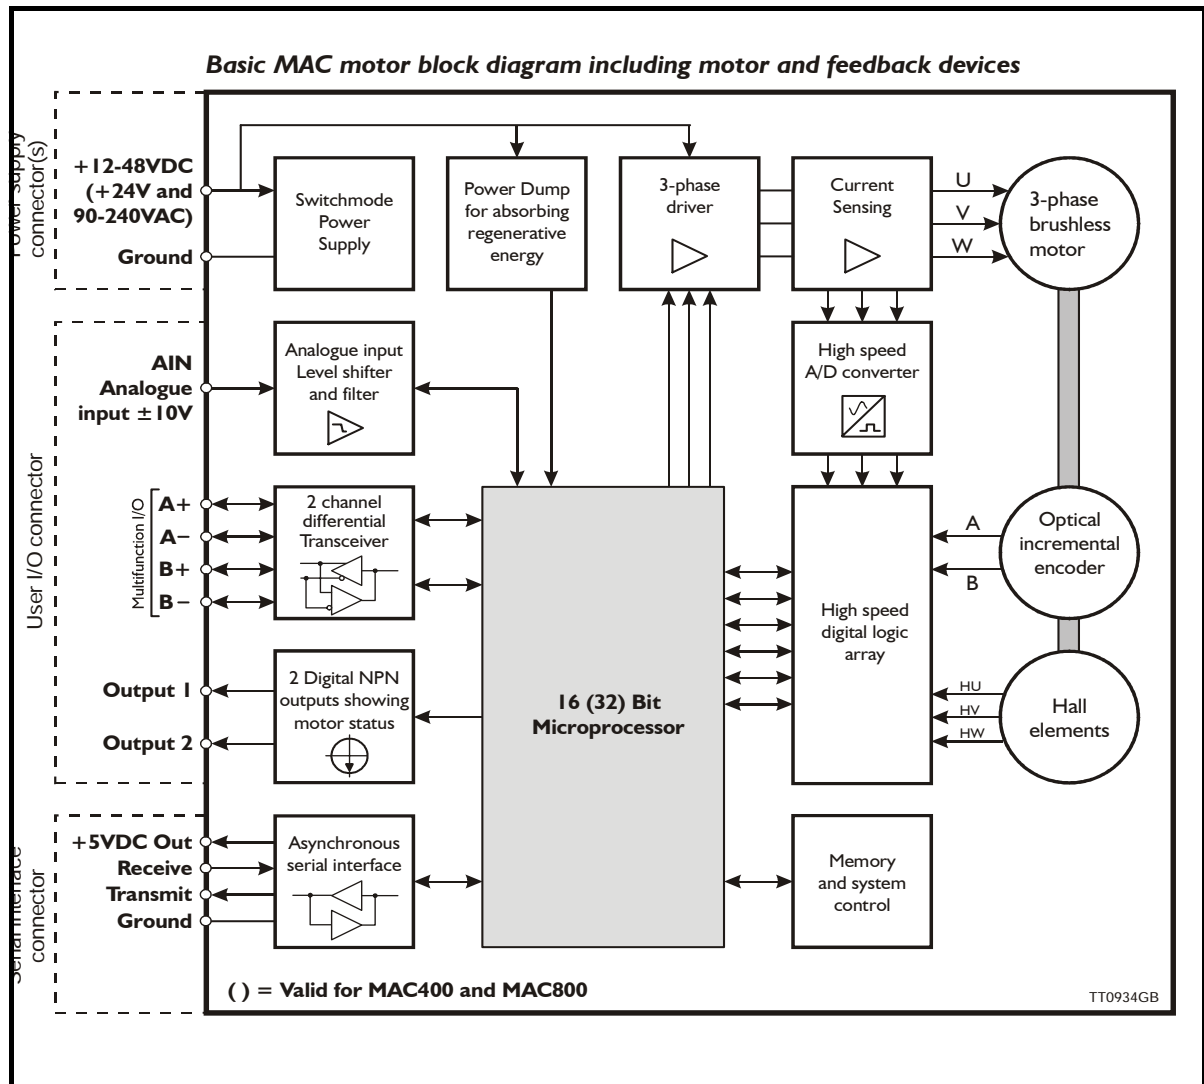 Basic MAC motor block diagram including motor and feedback devices
connector(s)
+12-48VDC
(+24V and
90-240VAC)
Ground
Switchmode
Power
Supply
Power Dump
for absorbing
regenerative
energy
3-phase
driver
Current
Sensing
U
V
W
3-phase
brushless
motor
User I/O connector
AIN
Analogue
input ±10V
Analogue input
Level shifter
and filter
High speed
A/D converter
Multifunction I/O
A+
A−
B+
B−
2 channel
differential
Transceiver
16 (32) Bit
Microprocessor
High speed
digital logic
array
A
B
Optical
incremental
encoder
Output 1
Output 2
2 Digital NPN
outputs showing
motor status
HU
HV
HW
Hall
elements
connector
+5VDC Out
Receive
Transmit
Ground
Asynchronous
serial interface
Memory
and system
control
( ) = Valid for MAC400 and MAC800
TT0934GB